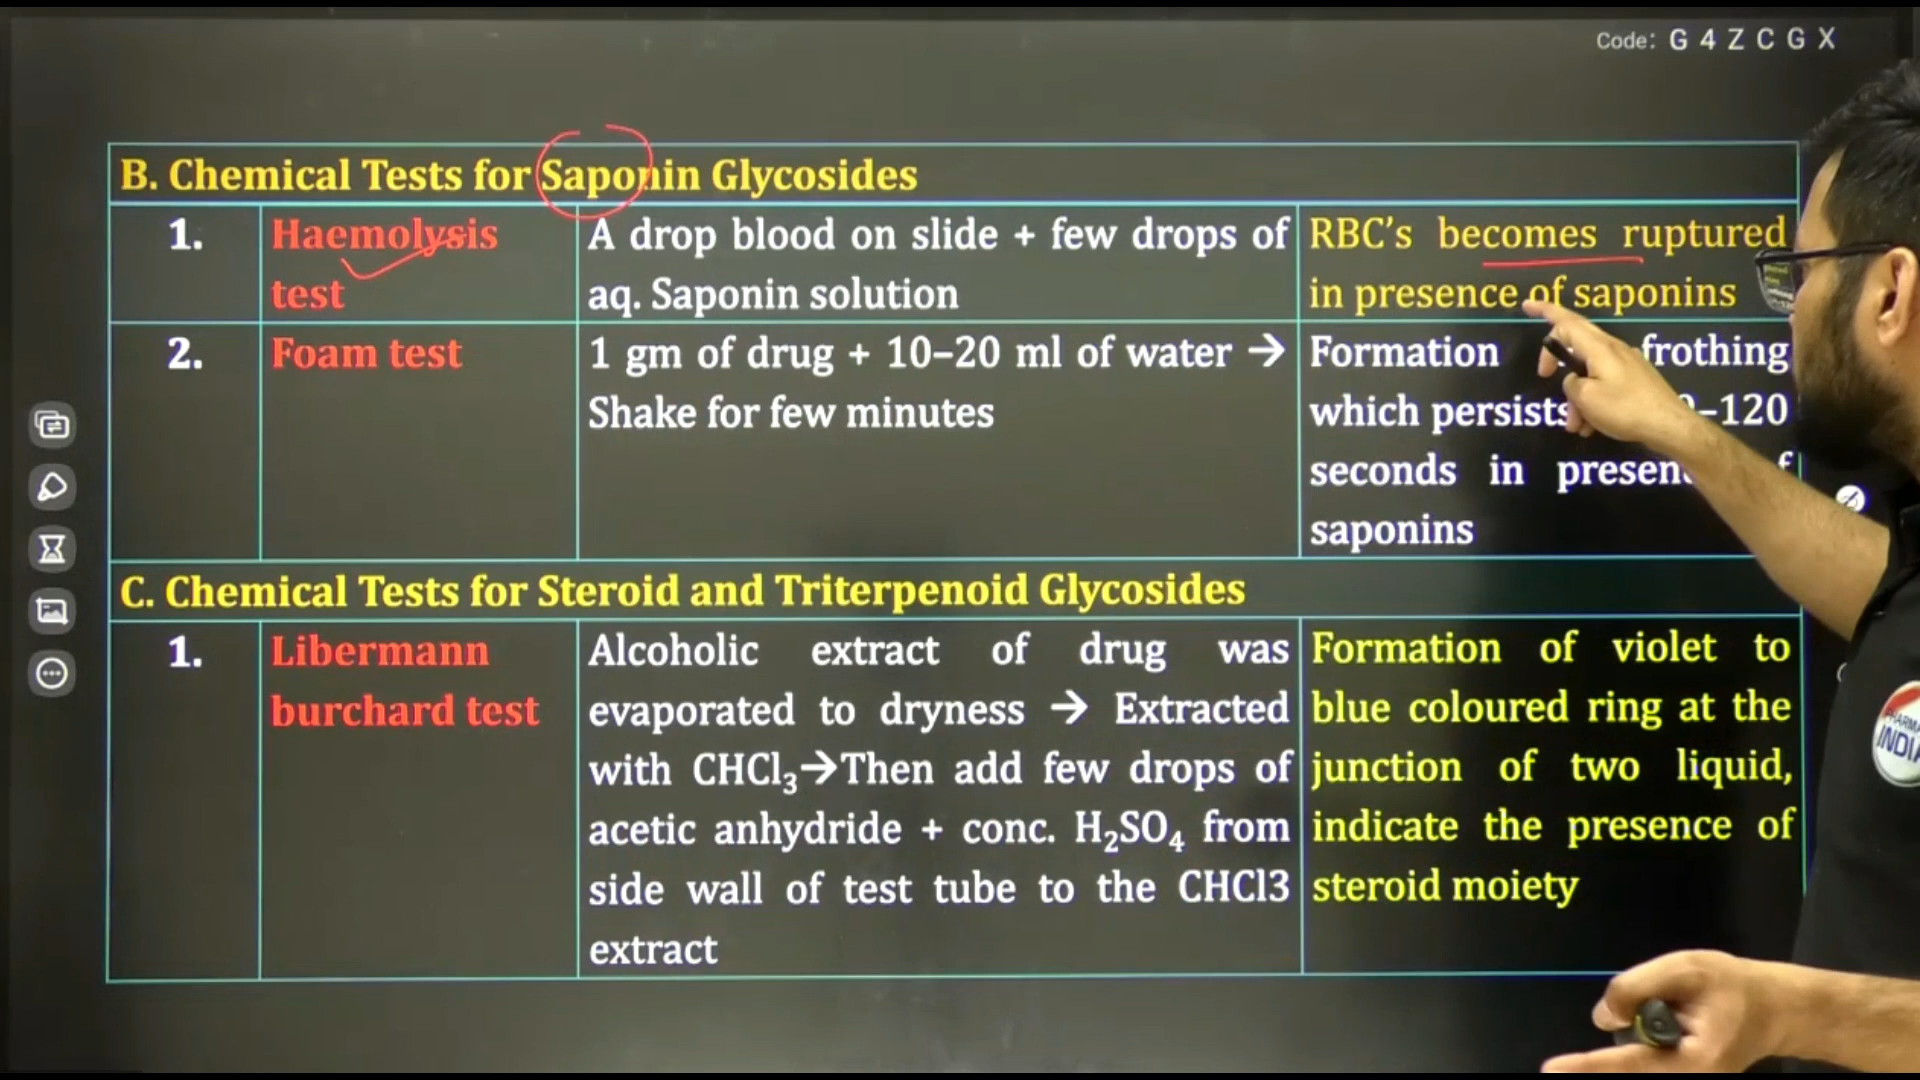 Code: G 4 Z C G X
B. Chemical Tests for Saponin Glycosides
1.
Haemolysis
test
A drop blood on slide + few drops of
aq. Saponin solution
RBC's becomes ruptured
in presence of saponins
2.
Foam test
1 gm of drug + 10–20 ml of water →
Shake for few minutes
Formation frothing
which persists –120
seconds in
saponins
C. Chemical Tests for Steroid and Triterpenoid Glycosides
1.
Libermann
burchard test
Alcoholic extract of drug was
evaporated to dryness → Extracted
with CHCl₃→Then add few drops of
acetic anhydride + conc. H₂SO₄ from
side wall of test tube to the CHCl3
extract
Formation of violet to
blue coloured ring at the
junction of two liquid,
indicate the presence of
steroid moiety
INDIA